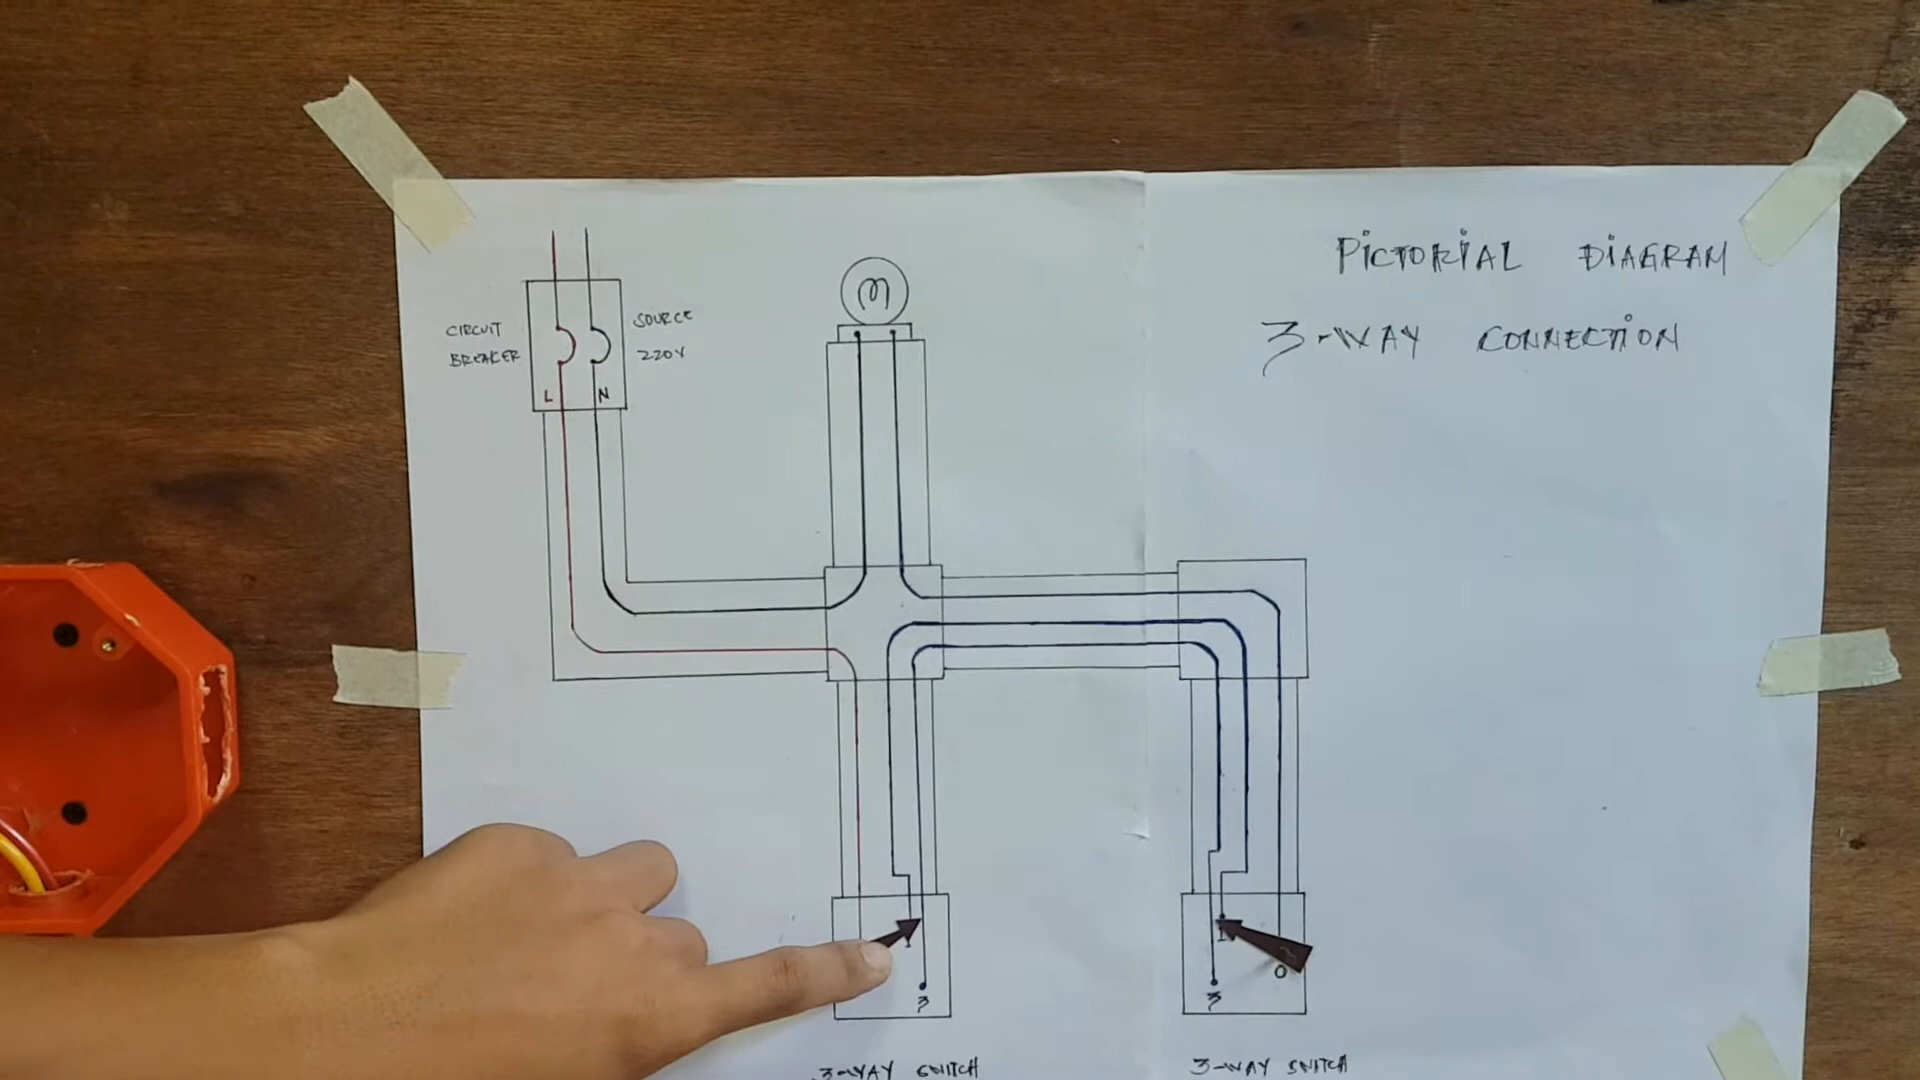 PICTORIAL DIAGRAM
3-WAY CONNECTION
CIRCUIT
BREAKER
SOURCE
220V
L
N
1
3
1
3
0
3-WAY SWITCH
3-WAY SWITCH